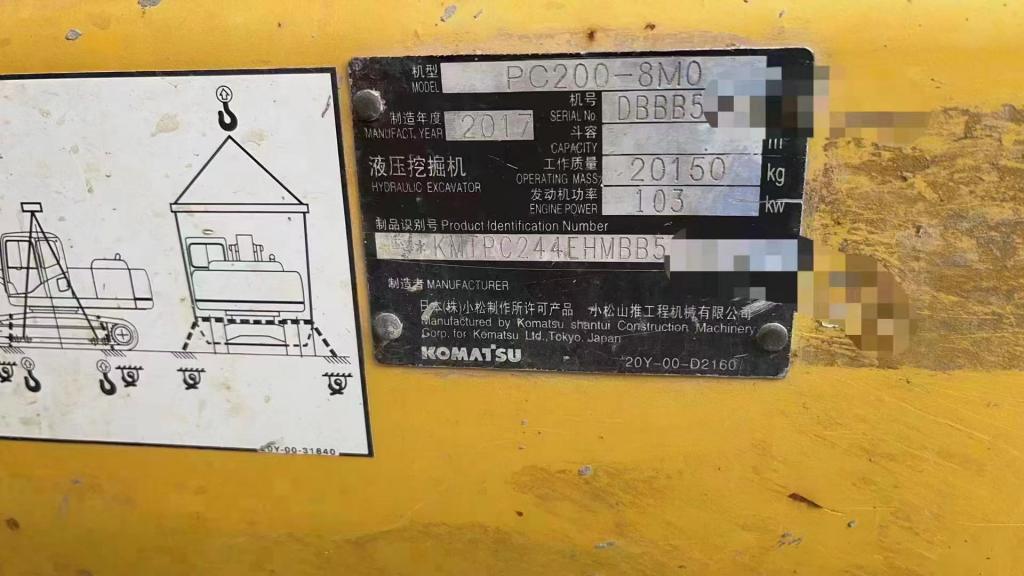 机型 MODEL PC200-8M0
机号 SERIAL No DBBB5
制造年度 MANUFACT. YEAR 2017
斗容 CAPACITY
液压挖掘机 HYDRAULIC EXCAVATOR
工作质量 OPERATING MASS 20150 kg
发动机功率 ENGINE POWER 103 kw
制品识别号 Product Identification Number
KMTPC244EHMBB5
制造者 MANUFACTURER
日本(株)小松制作所许可产品 小松山推工程机械有限公司
Manufactured by Komatsu shantui Construction Machinery
Corp. for Komatsu Ltd.,Tokyo, Japan
KOMATSU 20Y-00-D2160
20Y-00-31840